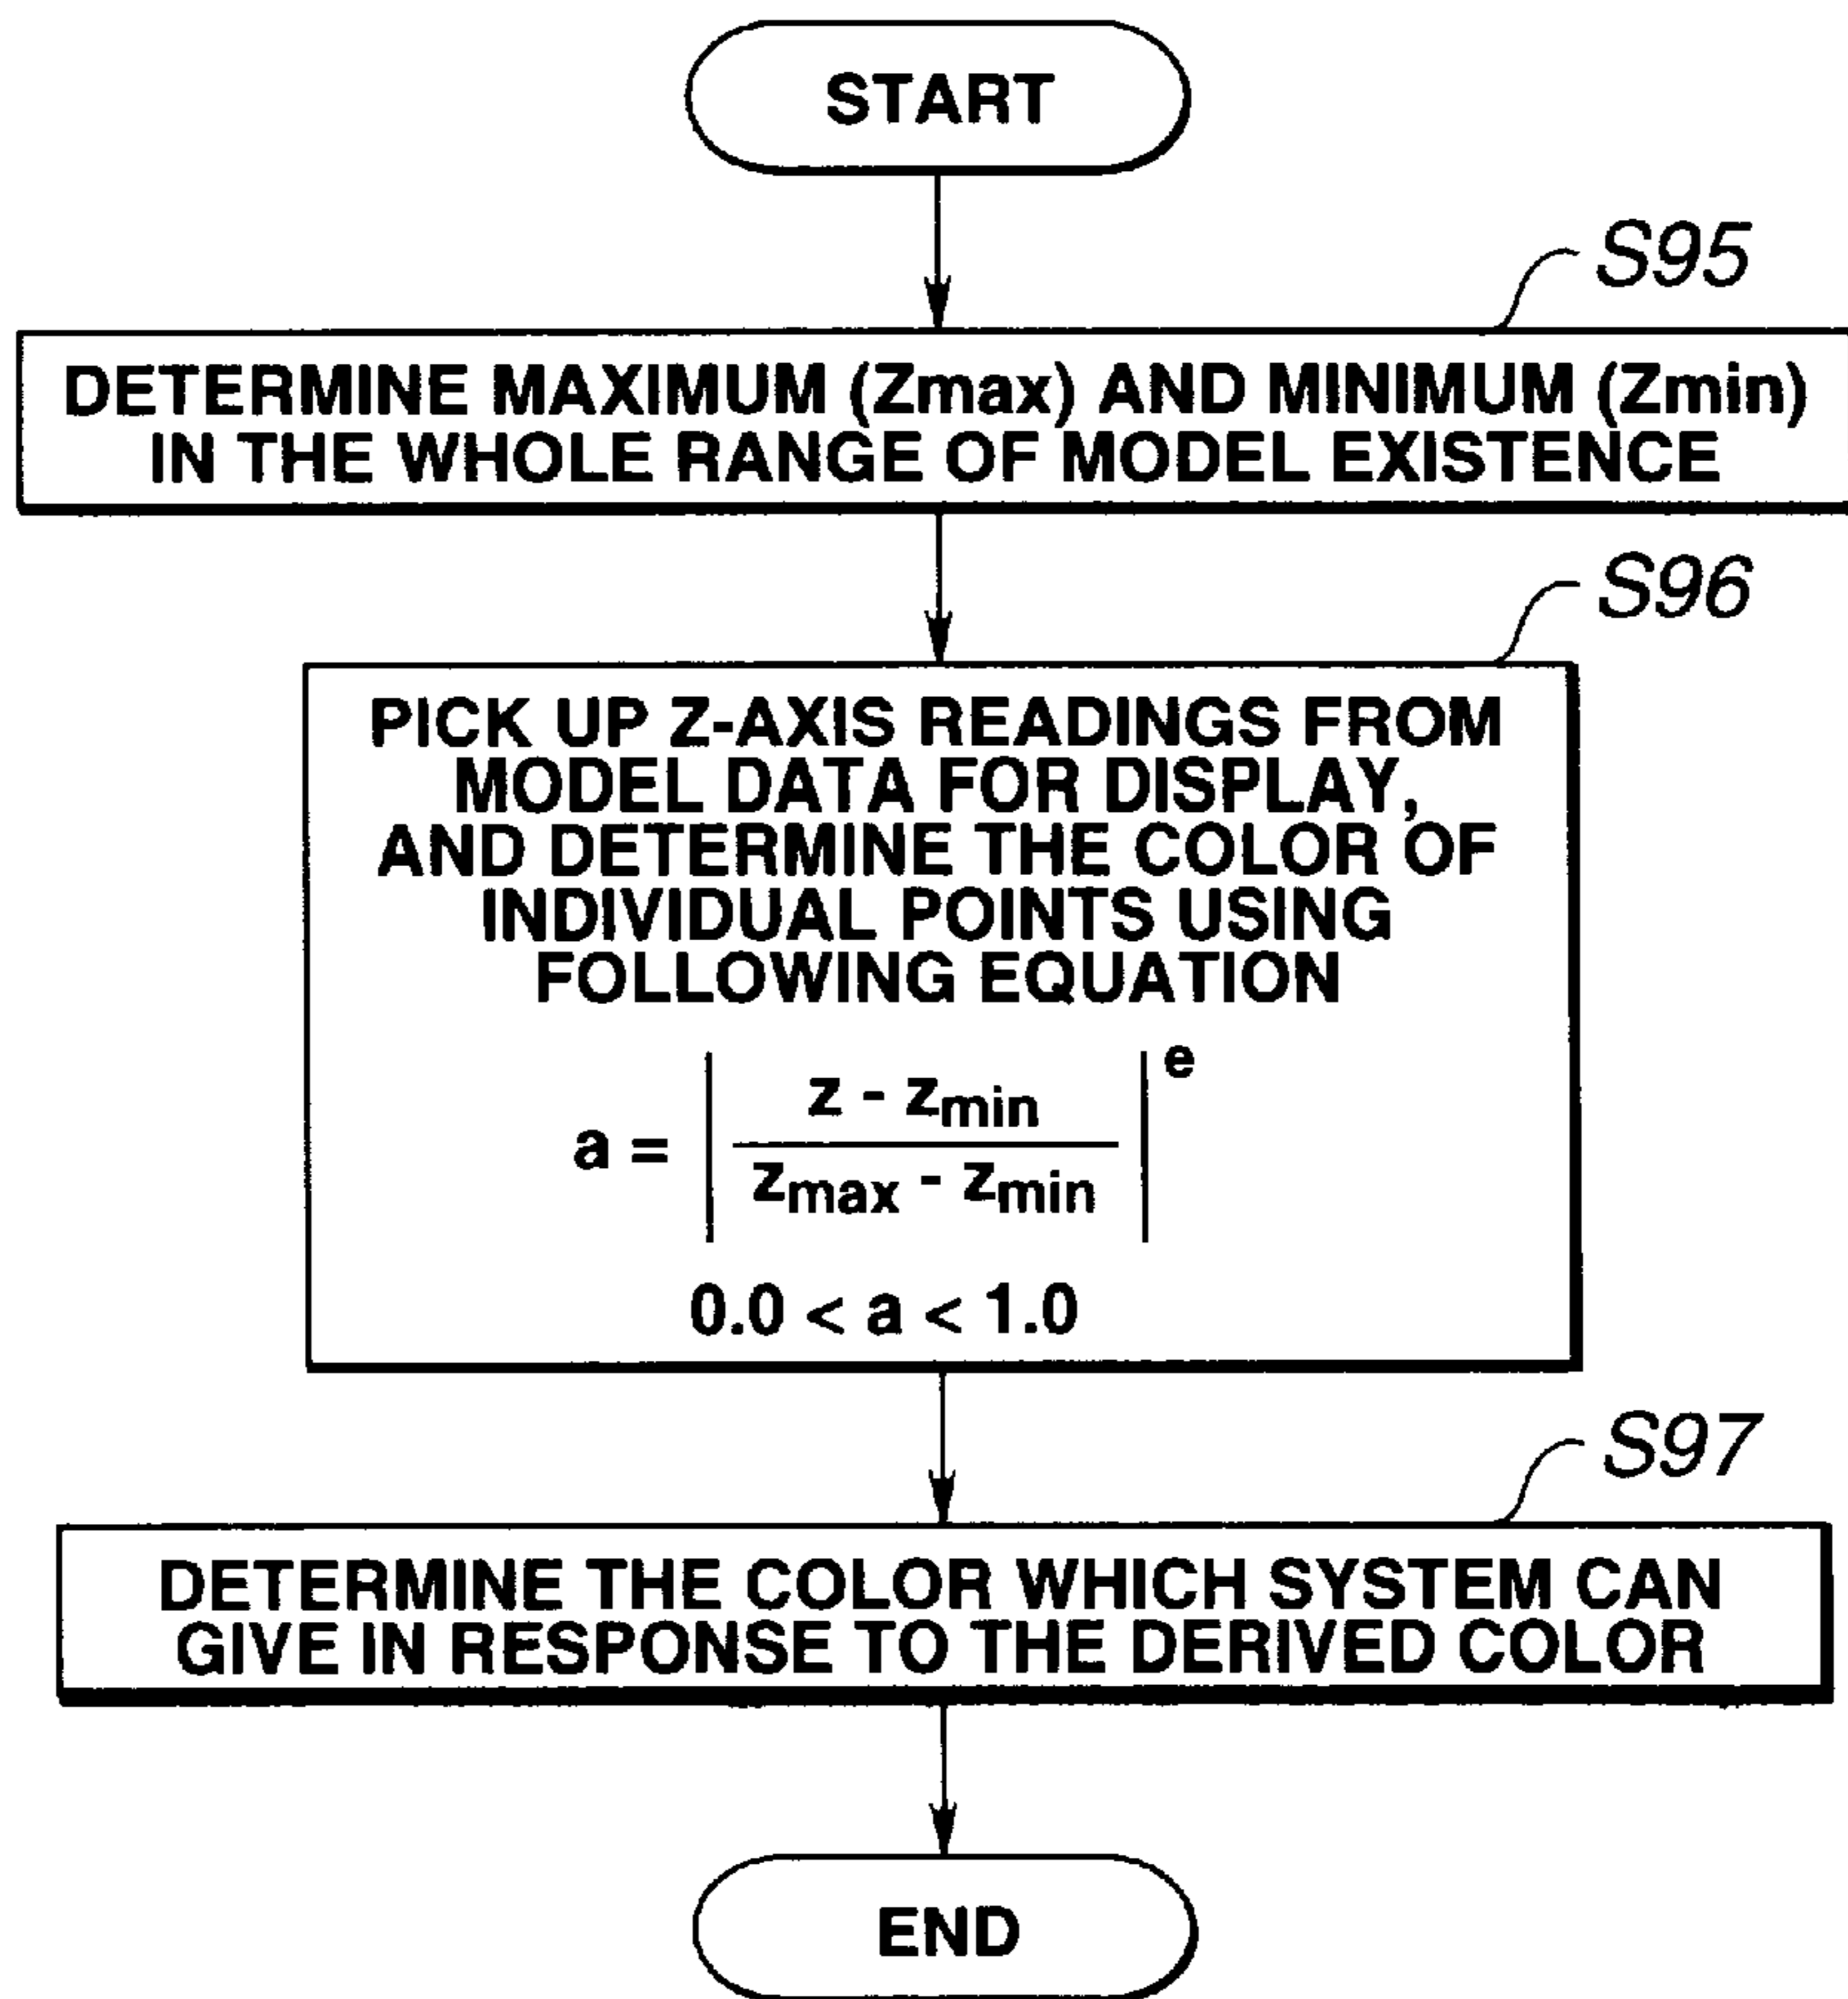 START
S95
DETERMINE MAXIMUM (Zmax) AND MINIMUM (Zmin)
IN THE WHOLE RANGE OF MODEL EXISTENCE
S96
PICK UP Z-AXIS READINGS FROM
MODEL DATA FOR DISPLAY,
AND DETERMINE THE COLOR OF
INDIVIDUAL POINTS USING
FOLLOWING EQUATION
a = | (z - zmin) / (zmax - zmin) |^e
0.0 < a < 1.0
S97
DETERMINE THE COLOR WHICH SYSTEM CAN
GIVE IN RESPONSE TO THE DERIVED COLOR
END